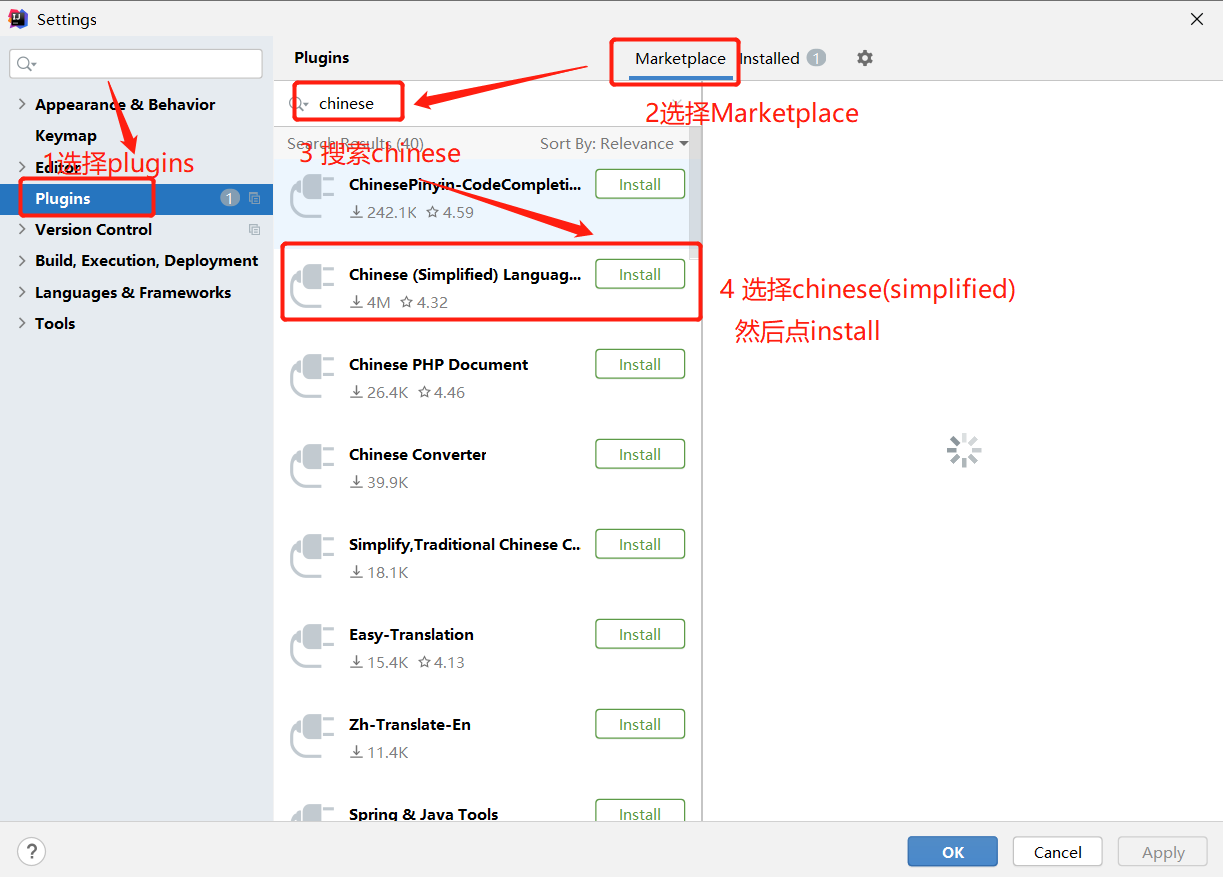 Settings
Plugins
Marketplace
Installed 1
Appearance & Behavior
Keymap
Editor
1选择plugins
Plugins 1
Version Control
Build, Execution, Deployment
Languages & Frameworks
Tools
chinese
2选择Marketplace
Search Results (40)
Sort By: Relevance
3 搜索chinese
ChinesePinyin-CodeCompleti... Install
242.1K 4.59
Chinese (Simplified) Languag... Install
4M 4.32
4 选择chinese(simplified)
然后点install
Chinese PHP Document Install
26.4K 4.46
Chinese Converter Install
39.9K
Simplify,Traditional Chinese C.. Install
18.1K
Easy-Translation Install
15.4K 4.13
Zh-Translate-En Install
11.4K
Spring & Java Tools Install
?
OK
Cancel
Apply